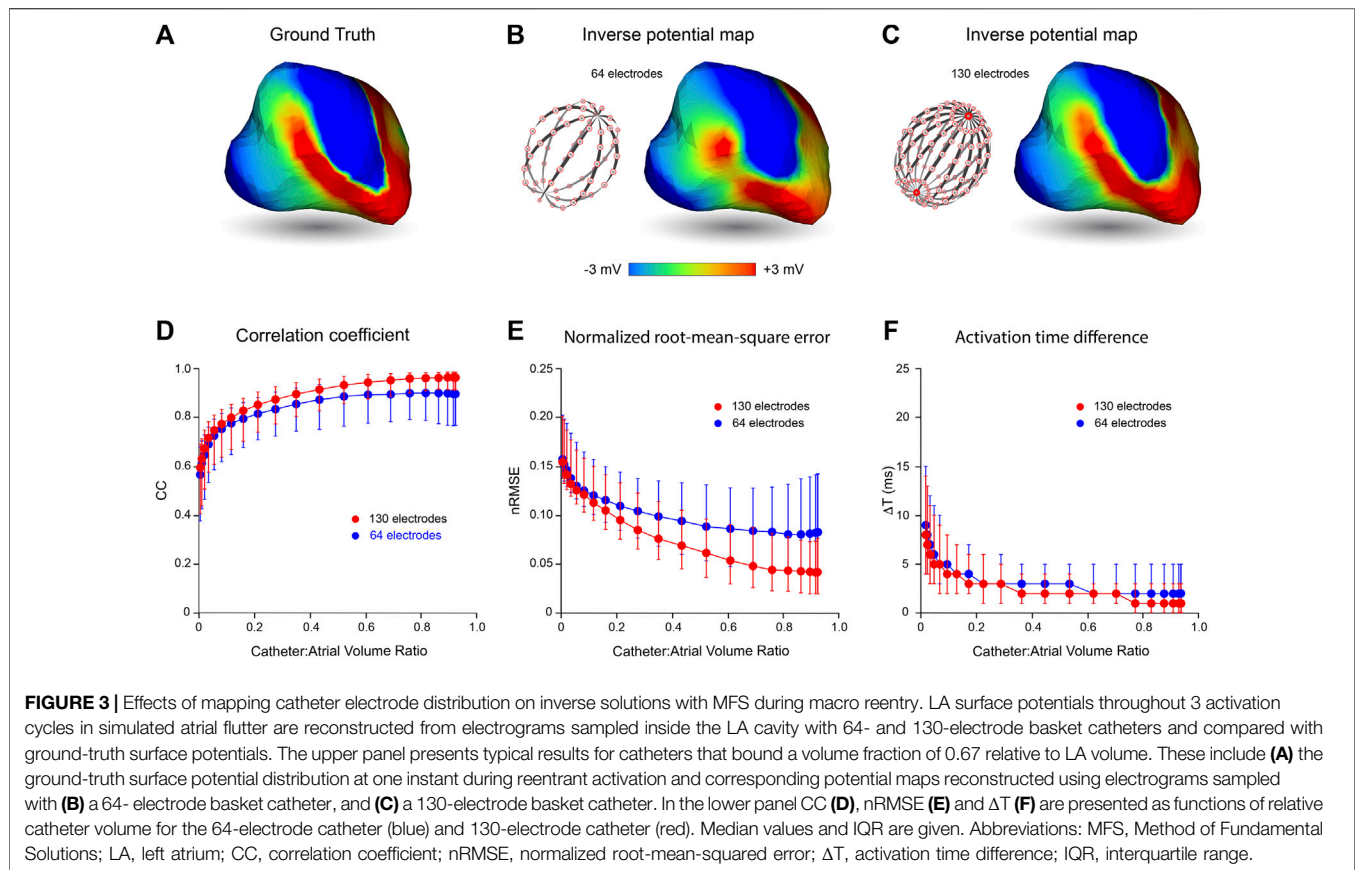 A Ground Truth
B Inverse potential map
C Inverse potential map
64 electrodes
130 electrodes
-3 mV +3 mV
D Correlation coefficient
1.0
0.8
0.6
0.4
0.2
0
CC
130 electrodes
64 electrodes
0 0.2 0.4 0.6 0.8 1.0
Catheter:Atrial Volume Ratio
E Normalized root-mean-square error
0.25
0.20
0.15
0.10
0.05
0
nRMSE
130 electrodes
64 electrodes
0 0.2 0.4 0.6 0.8 1.0
Catheter:Atrial Volume Ratio
F Activation time difference
25
20
15
10
5
0
ΔT (ms)
130 electrodes
64 electrodes
0 0.2 0.4 0.6 0.8 1.0
Catheter:Atrial Volume Ratio
FIGURE 3 | Effects of mapping catheter electrode distribution on inverse solutions with MFS during macro reentry. LA surface potentials throughout 3 activation
cycles in simulated atrial flutter are reconstructed from electrograms sampled inside the LA cavity with 64- and 130-electrode basket catheters and compared with
ground-truth surface potentials. The upper panel presents typical results for catheters that bound a volume fraction of 0.67 relative to LA volume. These include (A) the
ground-truth surface potential distribution at one instant during reentrant activation and corresponding potential maps reconstructed using electrograms sampled
with (B) a 64- electrode basket catheter, and (C) a 130-electrode basket catheter. In the lower panel CC (D), nRMSE (E) and ΔT (F) are presented as functions of relative
catheter volume for the 64-electrode catheter (blue) and 130-electrode catheter (red). Median values and IQR are given. Abbreviations: MFS, Method of Fundamental
Solutions; LA, left atrium; CC, correlation coefficient; nRMSE, normalized root-mean-squared error; ΔT, activation time difference; IQR, interquartile range.